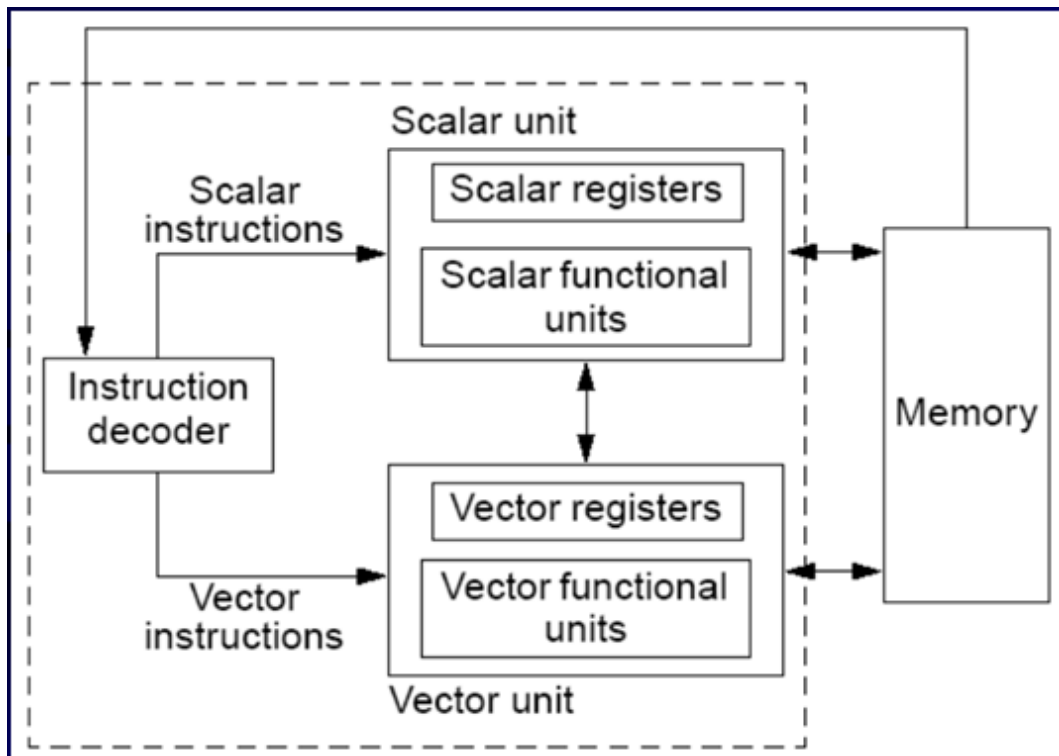 Scalar unit
Scalar registers
Scalar
instructions
Scalar functional
units
Instruction
decoder
Memory
Vector registers
Vector functional
units
Vector
instructions
Vector unit